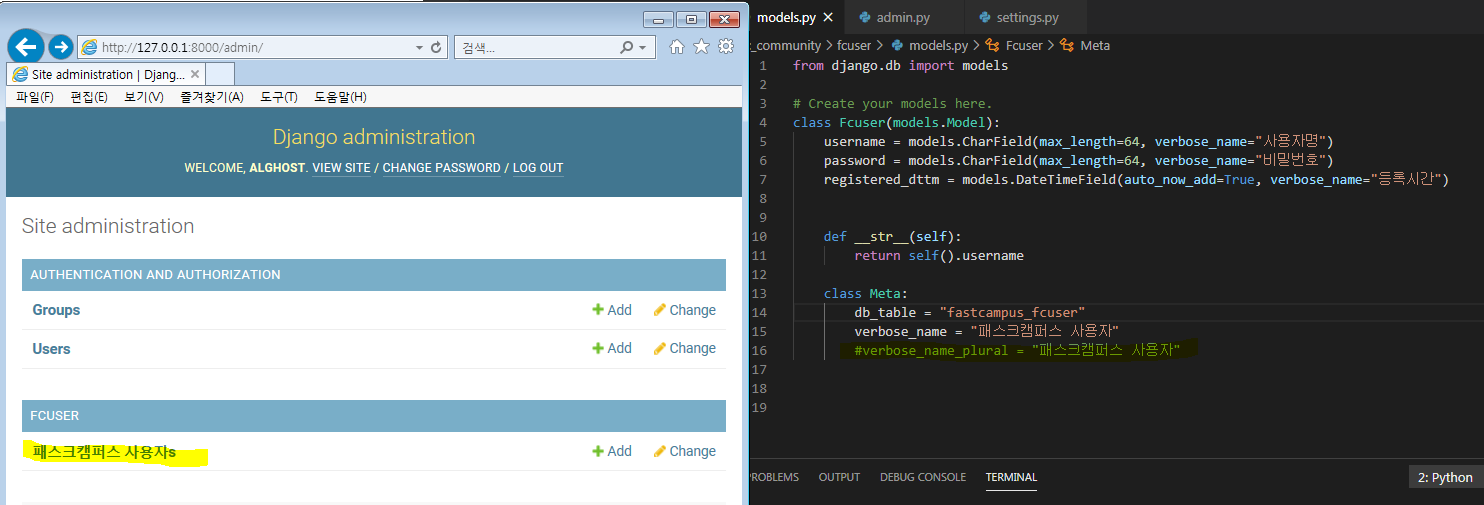 http://127.0.0.1:8000/admin/
검색...
Site administration | Djang...
파일(F) 편집(E) 보기(V) 즐겨찾기(A) 도구(T) 도움말(H)
Django administration
WELCOME, ALGHOST. VIEW SITE / CHANGE PASSWORD / LOG OUT
Site administration
AUTHENTICATION AND AUTHORIZATION
Groups Add Change
Users Add Change
FCUSER
패스크캠퍼스 사용자s Add Change
models.py admin.py settings.py
_community > fcuser > models.py > Fcuser > Meta
1 from django.db import models
2
3 # Create your models here.
4 class Fcuser(models.Model):
5 username = models.CharField(max_length=64, verbose_name="사용자명")
6 password = models.CharField(max_length=64, verbose_name="비밀번호")
7 registered_dttm = models.DateTimeField(auto_now_add=True, verbose_name="등록시간")
8
9
10 def __str__(self):
11 return self().username
12
13 class Meta:
14 db_table = "fastcampus_fcuser"
15 verbose_name = "패스크캠퍼스 사용자"
16 #verbose_name_plural = "패스크캠퍼스 사용자"
17
18
19
ROBLEMS OUTPUT DEBUG CONSOLE TERMINAL 2: Python